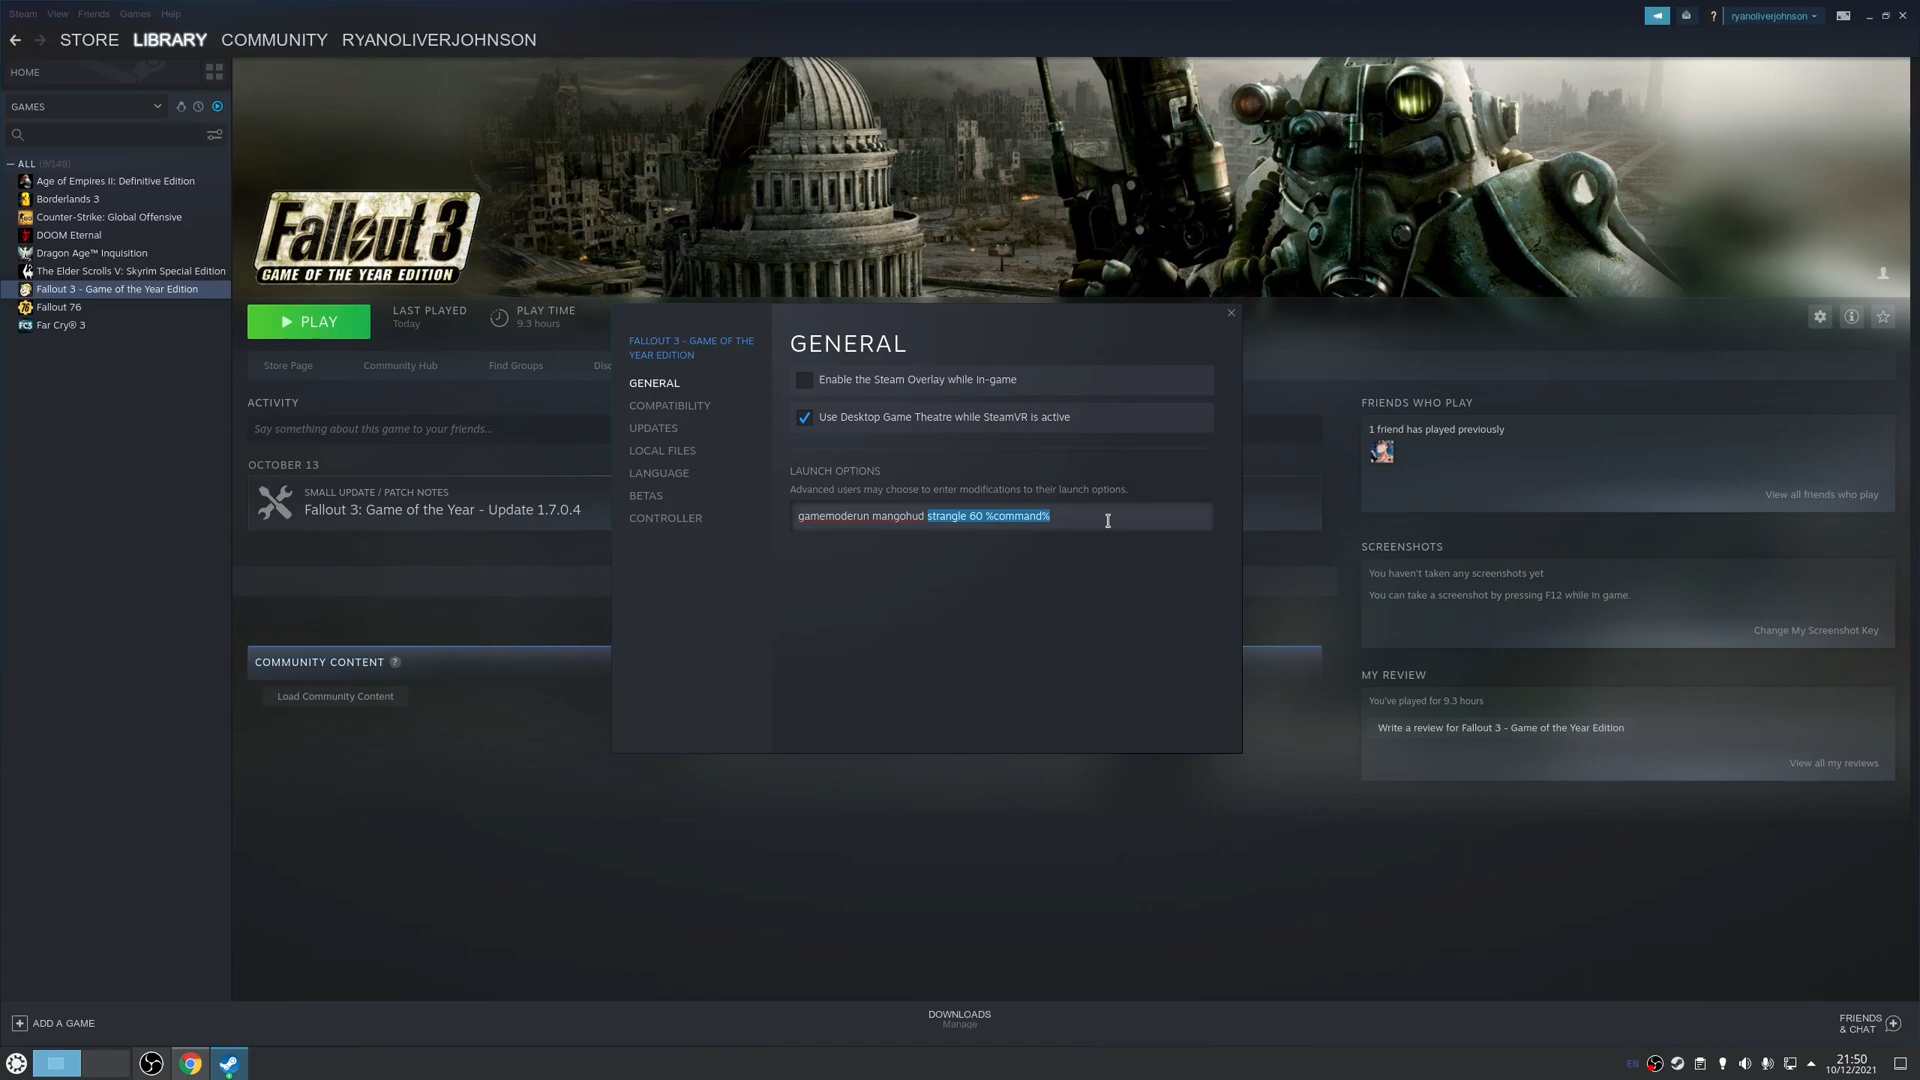 Steam View Friends Games Help
? ryanoliverjohnson
STORE LIBRARY COMMUNITY RYANOLIVERJOHNSON
HOME
GAMES
ALL (9/148)
Age of Empires II: Definitive Edition
Borderlands 3
Counter-Strike: Global Offensive
DOOM Eternal
Dragon Age™ Inquisition
The Elder Scrolls V: Skyrim Special Edition
Fallout 3 - Game of the Year Edition
Fallout 76
FC3 Far Cry® 3
Fallout 3
GAME OF THE YEAR EDITION
PLAY
LAST PLAYED
Today
PLAY TIME
9.3 hours
Store Page Community Hub Find Groups Disc
ACTIVITY
Say something about this game to your friends...
OCTOBER 13
SMALL UPDATE / PATCH NOTES
Fallout 3: Game of the Year - Update 1.7.0.4
COMMUNITY CONTENT ?
Load Community Content
FALLOUT 3 - GAME OF THE
YEAR EDITION
GENERAL
COMPATIBILITY
UPDATES
LOCAL FILES
LANGUAGE
BETAS
CONTROLLER
GENERAL
Enable the Steam Overlay while in-game
Use Desktop Game Theatre while SteamVR is active
LAUNCH OPTIONS
Advanced users may choose to enter modifications to their launch options.
gamemoderun mangohud strangle 60 %command%
FRIENDS WHO PLAY
1 friend has played previously
View all friends who play
SCREENSHOTS
You haven't taken any screenshots yet
You can take a screenshot by pressing F12 while in game.
Change My Screenshot Key
MY REVIEW
You've played for 9.3 hours
Write a review for Fallout 3 - Game of the Year Edition
View all my reviews
ADD A GAME
DOWNLOADS
Manage
FRIENDS
& CHAT
EN
21:50
10/12/2021